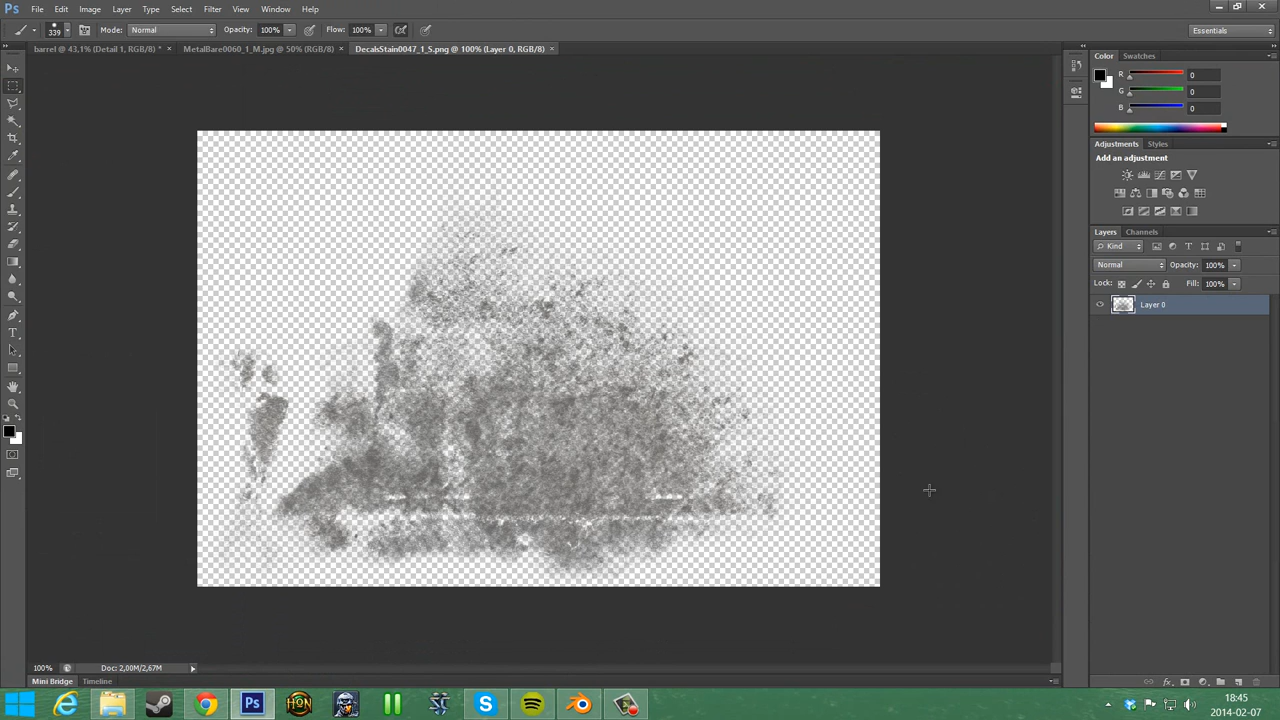 Ps File Edit Image Layer Type Select Filter View Window Help
339 Mode: Normal Opacity: 100% Flow: 100% Essentials
barrel @ 43,1% (Detail 1, RGB/8) * × MetalBare0060_1_M.jpg @ 50% (RGB/8) × DecalsStain0047_1_S.png @ 100% (Layer 0, RGB/8) ×
Color Swatches
R 0
G 0
B 0
Adjustments Styles
Add an adjustment
Layers Channels
Kind
Normal Opacity: 100%
Lock: Fill: 100%
Layer 0
100% Doc: 2,00M/2,67M
Mini Bridge Timeline
Ps HON
18:45
2014-02-07